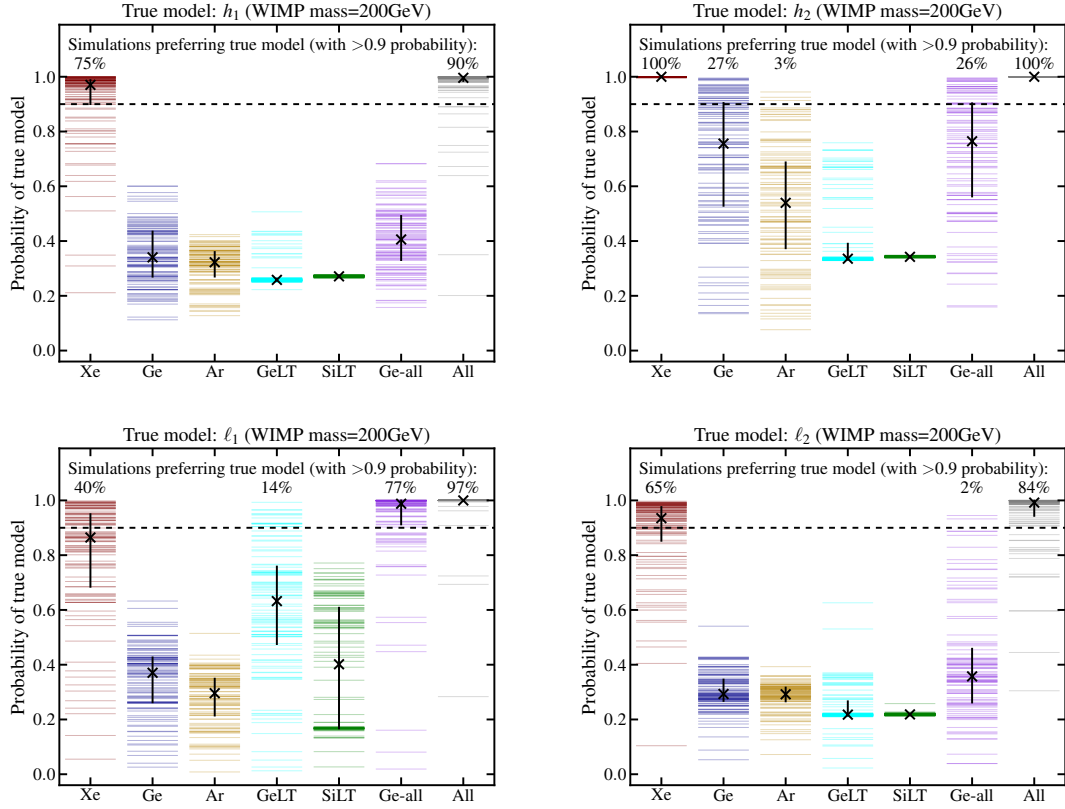 True model: h₁ (WIMP mass=200GeV)
Simulations preferring true model (with >0.9 probability):
75% 90%
1.0
0.8
0.6
0.4
0.2
0.0
Probability of true model
Xe Ge Ar GeLT SiLT Ge-all All
True model: h₂ (WIMP mass=200GeV)
Simulations preferring true model (with >0.9 probability):
100% 27% 3% 26% 100%
1.0
0.8
0.6
0.4
0.2
0.0
Probability of true model
Xe Ge Ar GeLT SiLT Ge-all All
True model: ℓ₁ (WIMP mass=200GeV)
Simulations preferring true model (with >0.9 probability):
40% 14% 77% 97%
1.0
0.8
0.6
0.4
0.2
0.0
Probability of true model
Xe Ge Ar GeLT SiLT Ge-all All
True model: ℓ₂ (WIMP mass=200GeV)
Simulations preferring true model (with >0.9 probability):
65% 2% 84%
1.0
0.8
0.6
0.4
0.2
0.0
Probability of true model
Xe Ge Ar GeLT SiLT Ge-all All